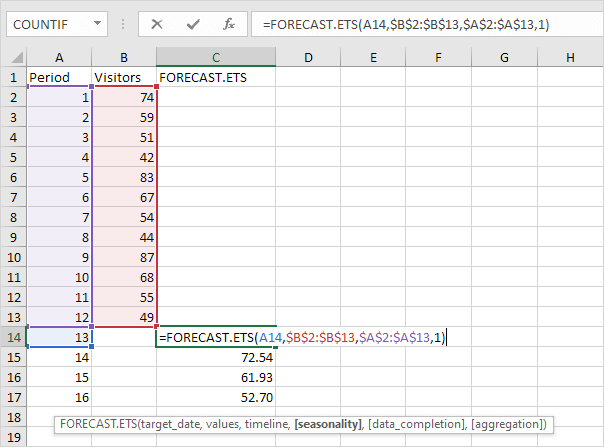 COUNTIF fx =FORECAST.ETS(A14,$B$2:$B$13,$A$2:$A$13,1)
A B C D E F G H
1 Period Visitors FORECAST.ETS
2 1 74
3 2 59
4 3 51
5 4 42
6 5 83
7 6 67
8 7 54
9 8 44
10 9 87
11 10 68
12 11 55
13 12 49
14 13 =FORECAST.ETS(A14,$B$2:$B$13,$A$2:$A$13,1)
15 14 72.54
16 15 61.93
17 16 52.70
18 FORECAST.ETS(target_date, values, timeline, [seasonality], [data_completion], [aggregation])